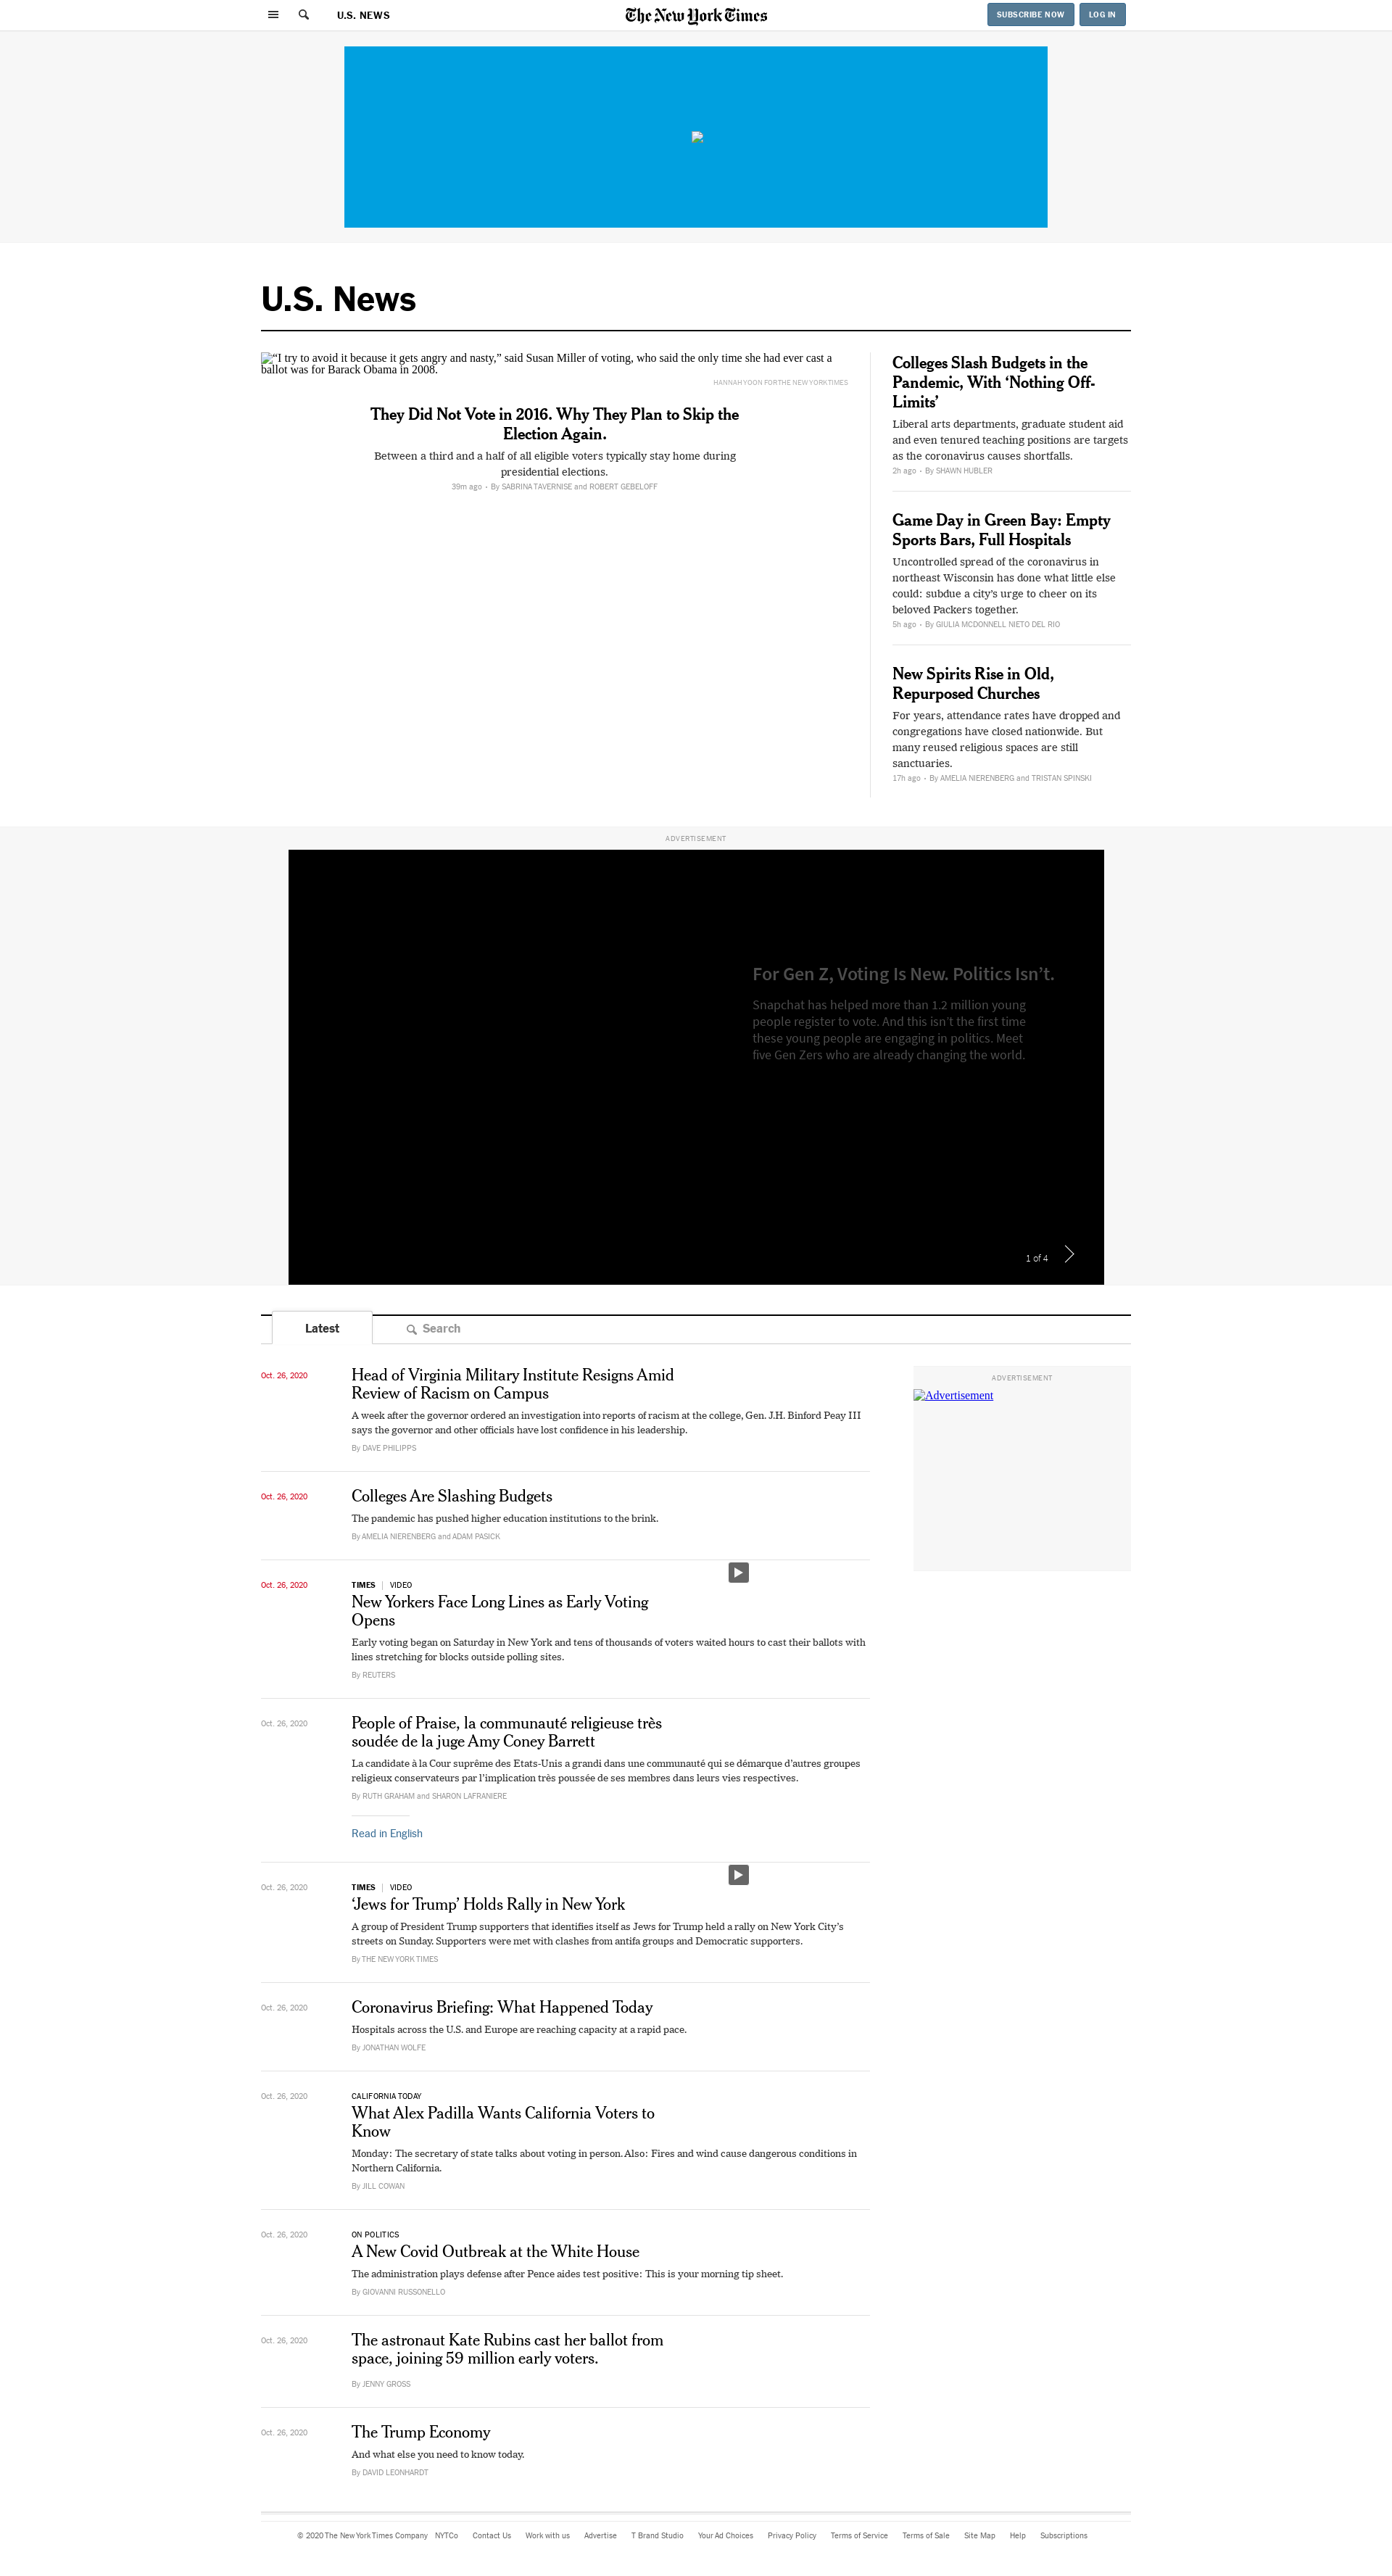 U.S. NEWS
The New York Times
SUBSCRIBE NOW
LOG IN
U.S. News
“I try to avoid it because it gets angry and nasty,” said Susan Miller of voting, who said the only time she had ever cast a
ballot was for Barack Obama in 2008.
HANNAH YOON FOR THE NEW YORK TIMES
They Did Not Vote in 2016. Why They Plan to Skip the
Election Again.
Between a third and a half of all eligible voters typically stay home during
presidential elections.
39m ago • By SABRINA TAVERNISE and ROBERT GEBELOFF
Colleges Slash Budgets in the
Pandemic, With ‘Nothing Off-
Limits’
Liberal arts departments, graduate student aid
and even tenured teaching positions are targets
as the coronavirus causes shortfalls.
2h ago • By SHAWN HUBLER
Game Day in Green Bay: Empty
Sports Bars, Full Hospitals
Uncontrolled spread of the coronavirus in
northeast Wisconsin has done what little else
could: subdue a city’s urge to cheer on its
beloved Packers together.
5h ago • By GIULIA MCDONNELL NIETO DEL RIO
New Spirits Rise in Old,
Repurposed Churches
For years, attendance rates have dropped and
congregations have closed nationwide. But
many reused religious spaces are still
sanctuaries.
17h ago • By AMELIA NIERENBERG and TRISTAN SPINSKI
ADVERTISEMENT
For Gen Z, Voting Is New. Politics Isn’t.
Snapchat has helped more than 1.2 million young
people register to vote. And this isn’t the first time
these young people are engaging in politics. Meet
five Gen Zers who are already changing the world.
1 of 4
Latest
Search
Oct. 26, 2020
Head of Virginia Military Institute Resigns Amid
Review of Racism on Campus
A week after the governor ordered an investigation into reports of racism at the college, Gen. J.H. Binford Peay III
says the governor and other officials have lost confidence in his leadership.
By DAVE PHILIPPS
ADVERTISEMENT
Advertisement
Oct. 26, 2020
Colleges Are Slashing Budgets
The pandemic has pushed higher education institutions to the brink.
By AMELIA NIERENBERG and ADAM PASICK
Oct. 26, 2020
TIMES | VIDEO
New Yorkers Face Long Lines as Early Voting
Opens
Early voting began on Saturday in New York and tens of thousands of voters waited hours to cast their ballots with
lines stretching for blocks outside polling sites.
By REUTERS
Oct. 26, 2020
People of Praise, la communauté religieuse très
soudée de la juge Amy Coney Barrett
La candidate à la Cour suprême des Etats-Unis a grandi dans une communauté qui se démarque d’autres groupes
religieux conservateurs par l’implication très poussée de ses membres dans leurs vies respectives.
By RUTH GRAHAM and SHARON LAFRANIERE
Read in English
Oct. 26, 2020
TIMES | VIDEO
‘Jews for Trump’ Holds Rally in New York
A group of President Trump supporters that identifies itself as Jews for Trump held a rally on New York City’s
streets on Sunday. Supporters were met with clashes from antifa groups and Democratic supporters.
By THE NEW YORK TIMES
Oct. 26, 2020
Coronavirus Briefing: What Happened Today
Hospitals across the U.S. and Europe are reaching capacity at a rapid pace.
By JONATHAN WOLFE
Oct. 26, 2020
CALIFORNIA TODAY
What Alex Padilla Wants California Voters to
Know
Monday: The secretary of state talks about voting in person. Also: Fires and wind cause dangerous conditions in
Northern California.
By JILL COWAN
Oct. 26, 2020
ON POLITICS
A New Covid Outbreak at the White House
The administration plays defense after Pence aides test positive: This is your morning tip sheet.
By GIOVANNI RUSSONELLO
Oct. 26, 2020
The astronaut Kate Rubins cast her ballot from
space, joining 59 million early voters.
By JENNY GROSS
Oct. 26, 2020
The Trump Economy
And what else you need to know today.
By DAVID LEONHARDT
© 2020 The New York Times Company NYTCo Contact Us Work with us Advertise T Brand Studio Your Ad Choices Privacy Policy Terms of Service Terms of Sale Site Map Help Subscriptions